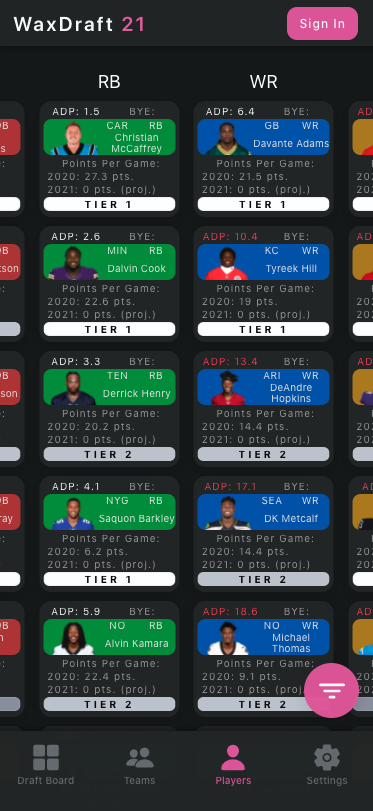 WaxDraft 21
Sign In
RB
WR
ADP: 1.5 BYE:
CAR RB
Christian
McCaffrey
Points Per Game:
2020: 27.3 pts.
2021: 0 pts. (proj.)
TIER 1
ADP: 6.4 BYE:
GB WR
Davante Adams
Points Per Game:
2020: 21.5 pts.
2021: 0 pts. (proj.)
TIER 1
ADP: 2.6 BYE:
MIN RB
Dalvin Cook
Points Per Game:
2020: 22.6 pts.
2021: 0 pts. (proj.)
TIER 1
ADP: 10.4 BYE:
KC WR
Tyreek Hill
Points Per Game:
2020: 19 pts.
2021: 0 pts. (proj.)
TIER 1
ADP: 3.3 BYE:
TEN RB
Derrick Henry
Points Per Game:
2020: 20.2 pts.
2021: 0 pts. (proj.)
TIER 2
ADP: 13.4 BYE:
ARI WR
DeAndre
Hopkins
Points Per Game:
2020: 14.4 pts.
2021: 0 pts. (proj.)
TIER 2
ADP: 4.1 BYE:
NYG RB
Saquon Barkley
Points Per Game:
2020: 6.2 pts.
2021: 0 pts. (proj.)
TIER 1
ADP: 17.1 BYE:
SEA WR
DK Metcalf
Points Per Game:
2020: 14.4 pts.
2021: 0 pts. (proj.)
TIER 2
ADP: 5.9 BYE:
NO RB
Alvin Kamara
Points Per Game:
2020: 22.4 pts.
2021: 0 pts. (proj.)
TIER 2
ADP: 18.6 BYE:
NO WR
Michael
Thomas
Points Per Game:
2020: 9.1 pts.
2021: 0 pts. (proj.)
TIER 2
Draft Board
Teams
Players
Settings